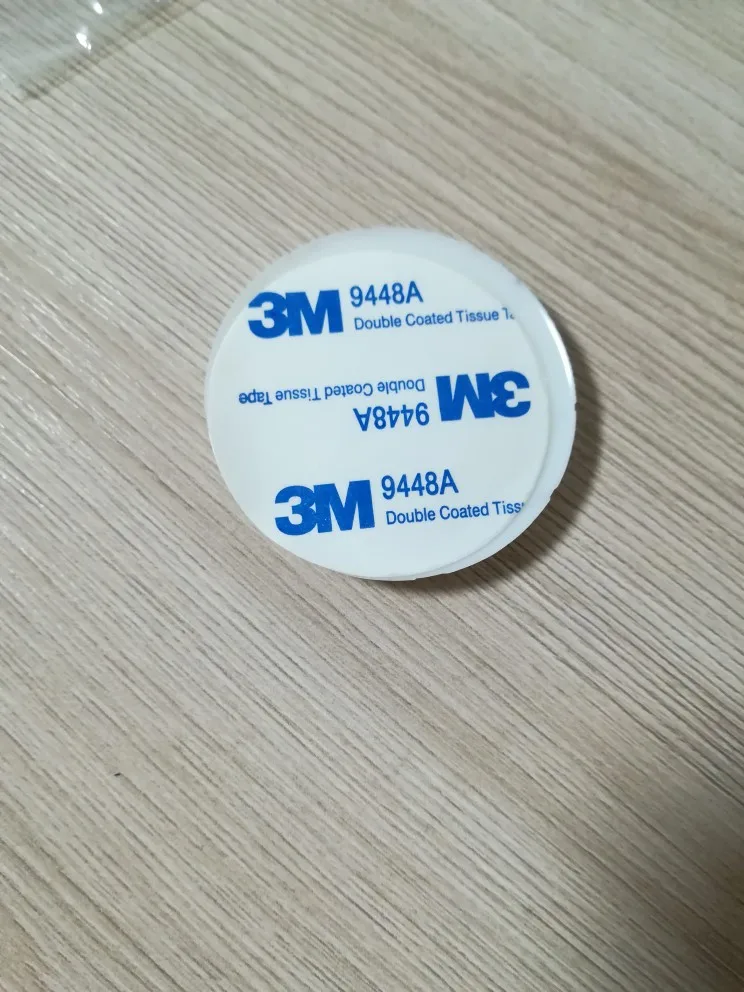 3M 9448A
Double Coated Tissue
3M 9448A
Double Coated Tissue Tape
3M 9448A
Double Coated